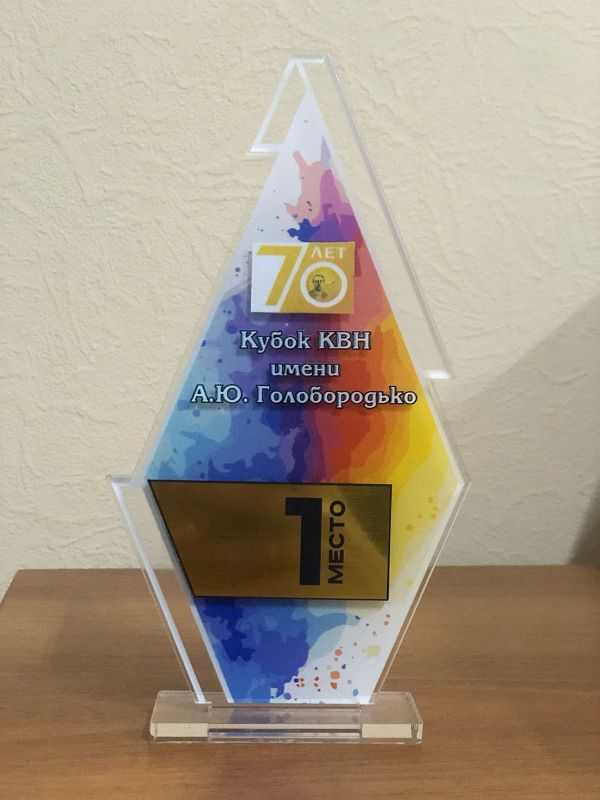 70 ЛЕТ
Кубок КВН
имени
А.Ю. Голобородько
1
МЕСТО